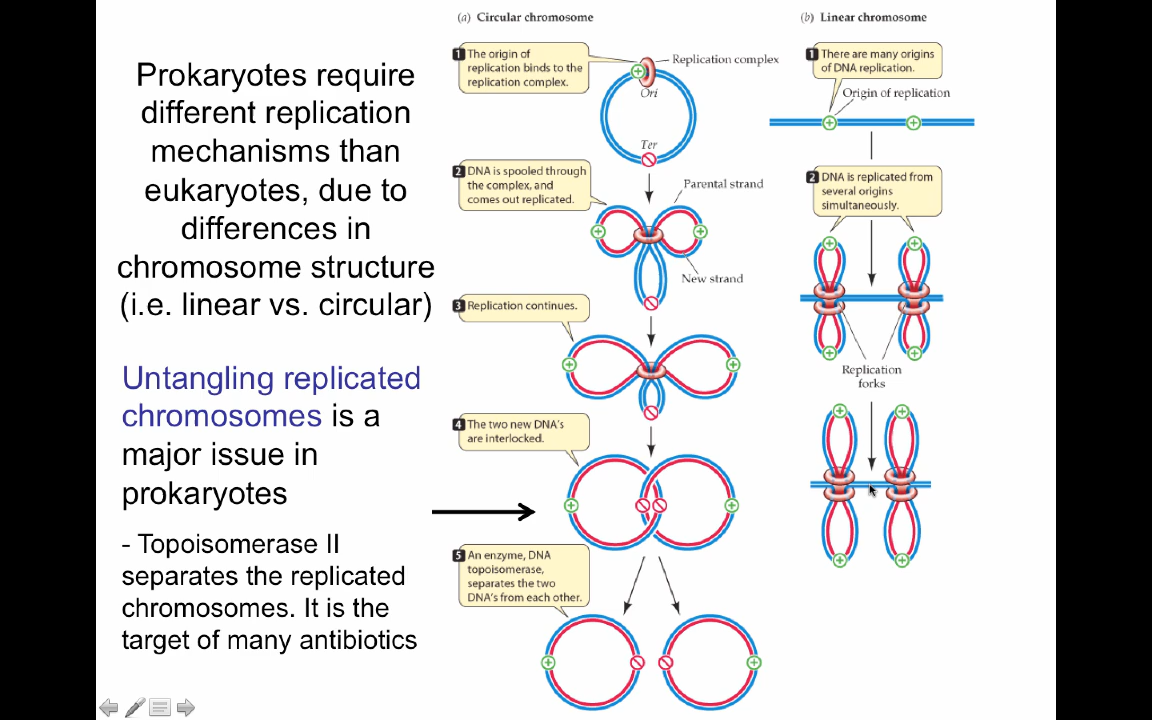 Prokaryotes require
different replication
mechanisms than
eukaryotes, due to
differences in
chromosome structure
(i.e. linear vs. circular)
Untangling replicated
chromosomes is a
major issue in
prokaryotes
- Topoisomerase II
separates the replicated
chromosomes. It is the
target of many antibiotics
(a) Circular chromosome
1 The origin of
replication binds to the
replication complex.
Replication complex
Ori
Ter
2 DNA is spooled through
the complex, and
comes out replicated.
Parental strand
New strand
3 Replication continues.
4 The two new DNA's
are interlocked.
5 An enzyme, DNA
topoisomerase,
separates the two
DNA's from each other.
(b) Linear chromosome
1 There are many origins
of DNA replication.
Origin of replication
2 DNA is replicated from
several origins
simultaneously.
Replication
forks